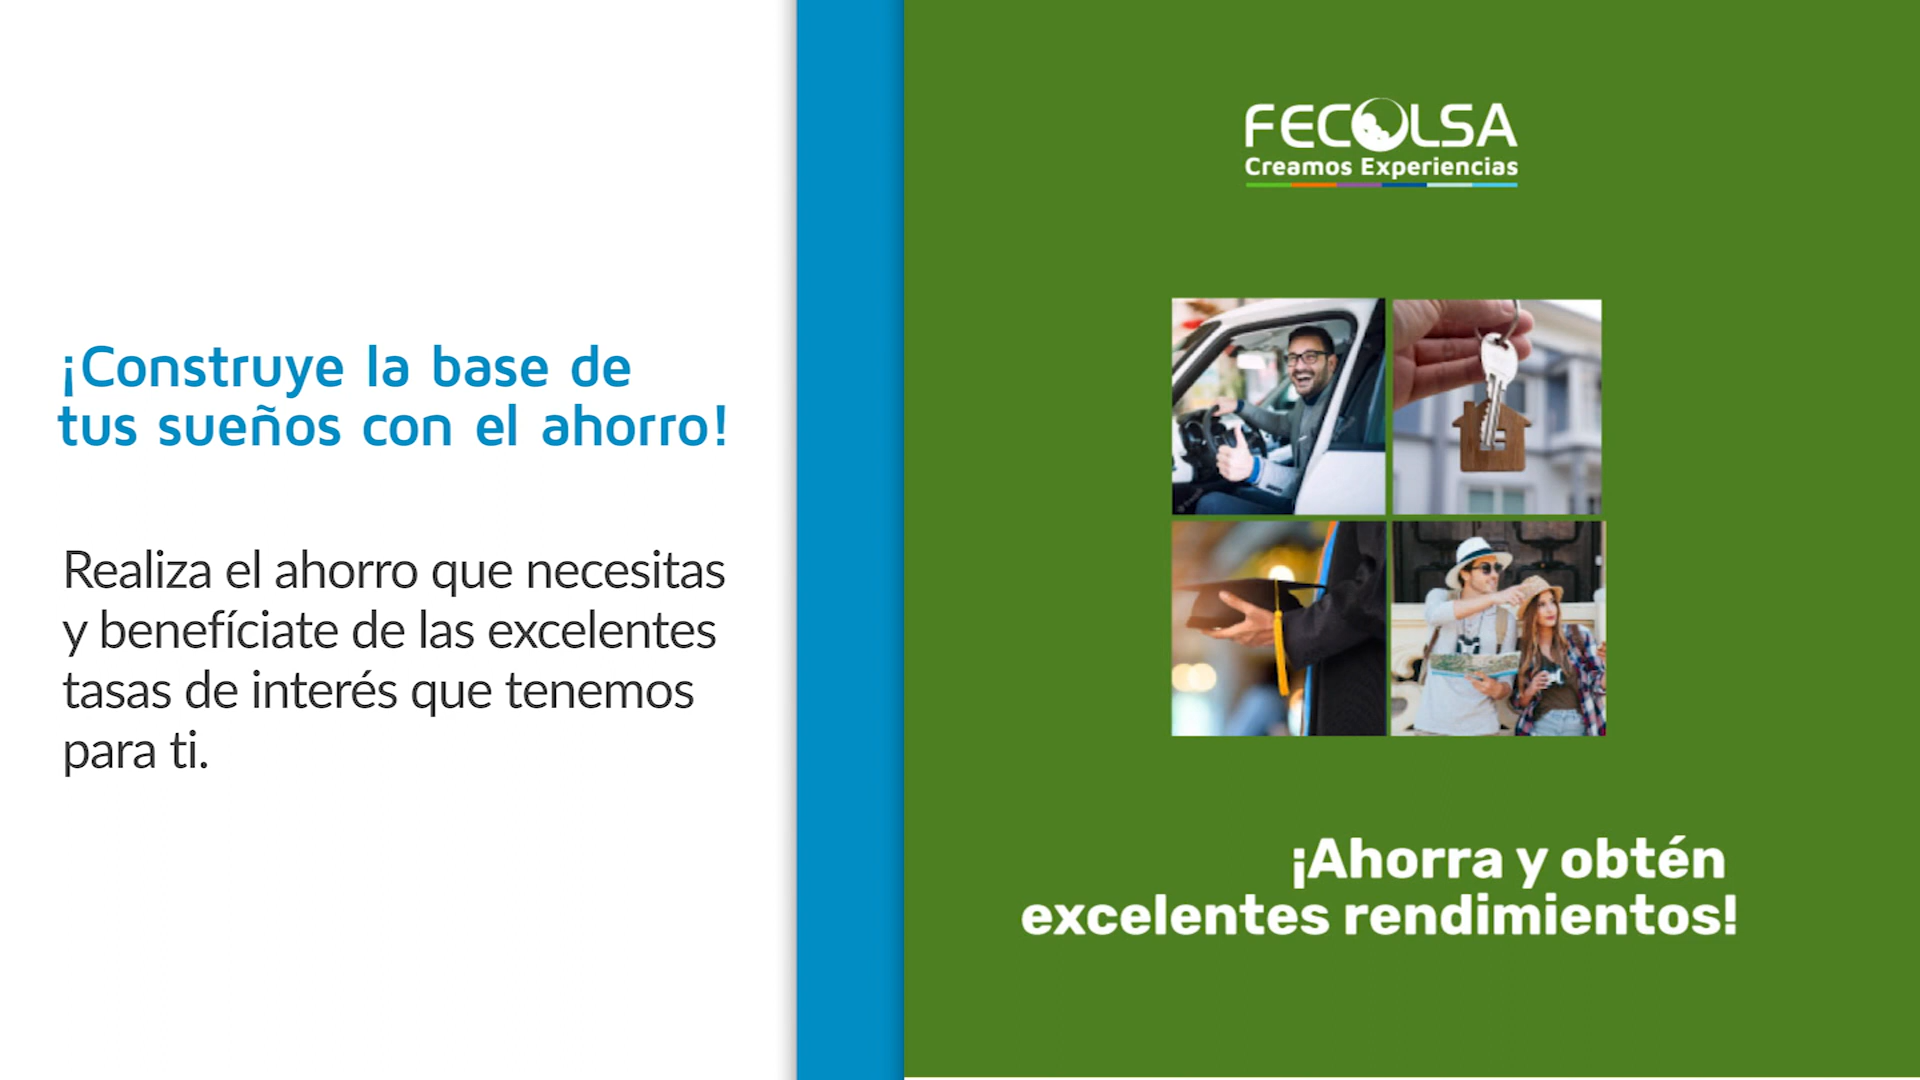 ¡Construye la base de
tus sueños con el ahorro!
Realiza el ahorro que necesitas
y benefíciate de las excelentes
tasas de interés que tenemos
para ti.
FECOLSA
Creamos Experiencias
¡Ahorra y obtén
excelentes rendimientos!